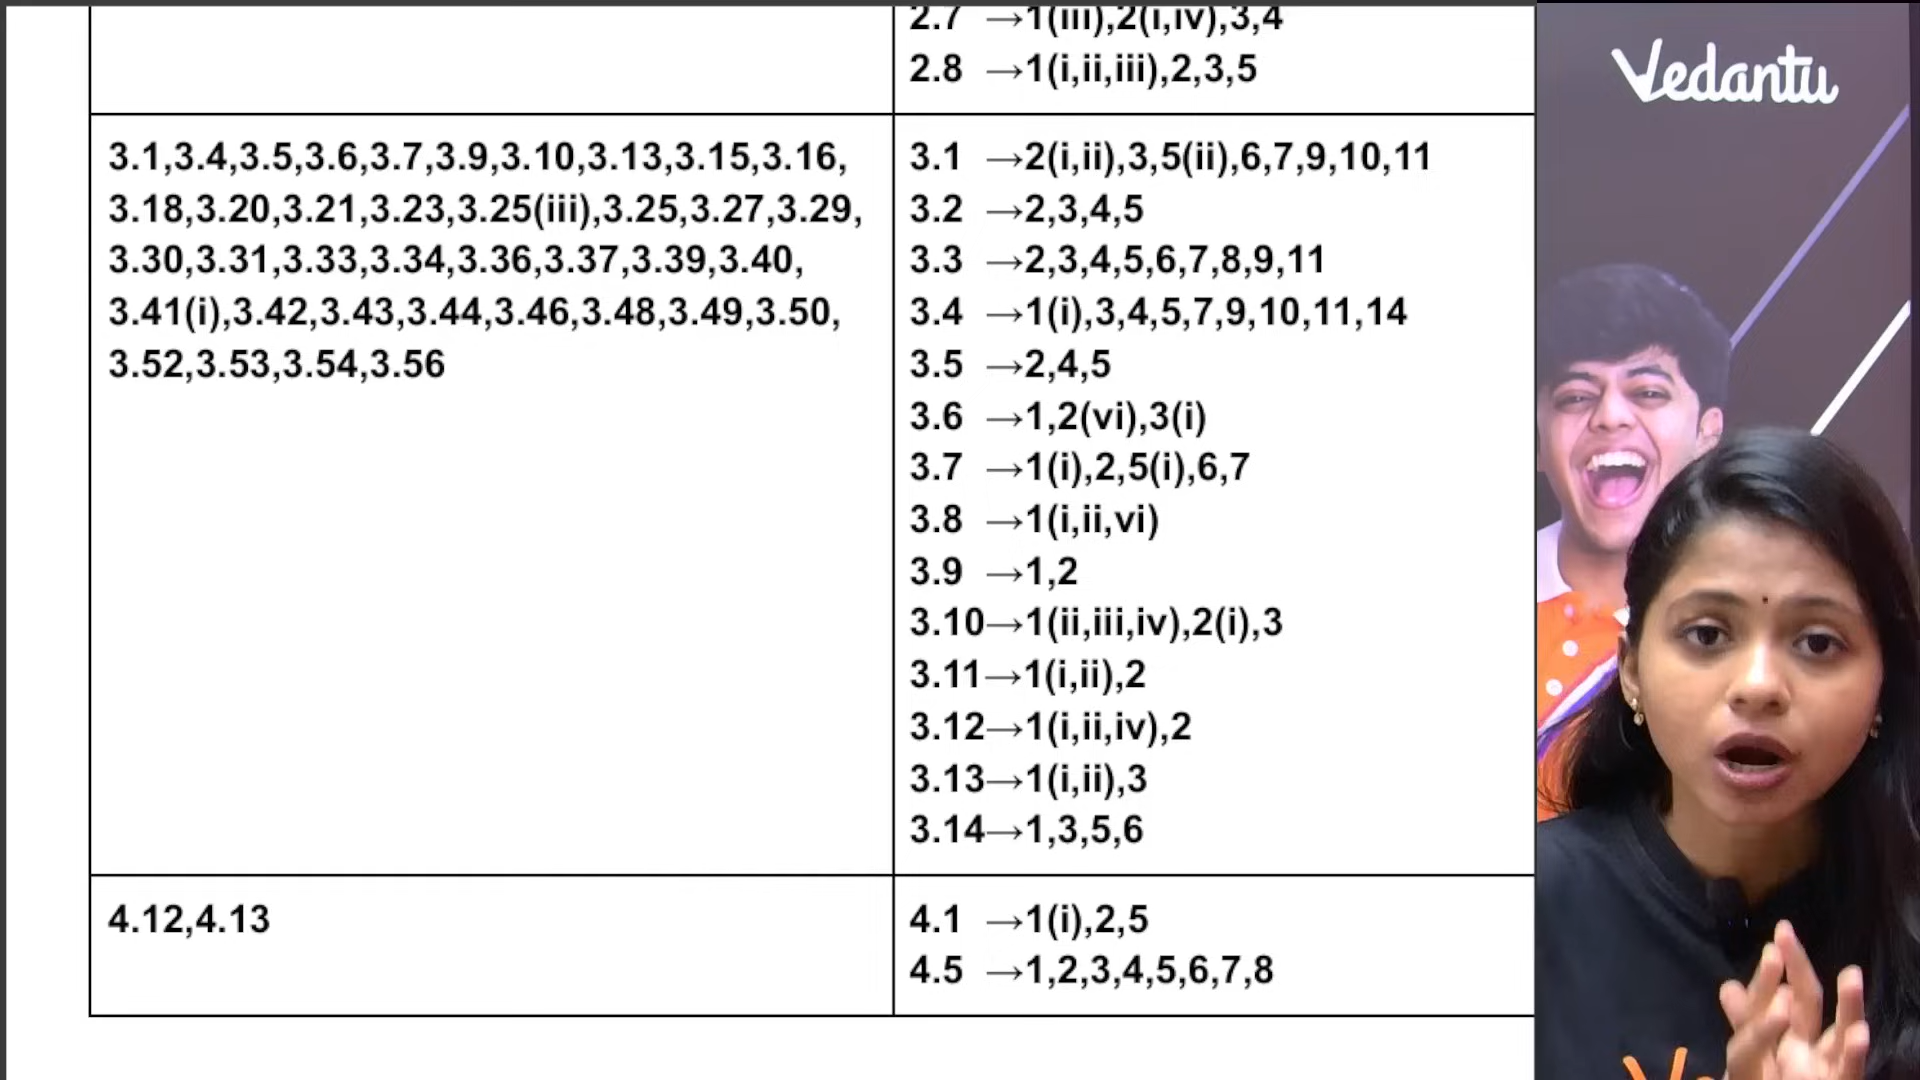 2.7 →1(iii),2(i,iv),3,4
2.8 →1(i,ii,iii),2,3,5
3.1,3.4,3.5,3.6,3.7,3.9,3.10,3.13,3.15,3.16,
3.18,3.20,3.21,3.23,3.25(iii),3.25,3.27,3.29,
3.30,3.31,3.33,3.34,3.36,3.37,3.39,3.40,
3.41(i),3.42,3.43,3.44,3.46,3.48,3.49,3.50,
3.52,3.53,3.54,3.56
3.1 →2(i,ii),3,5(ii),6,7,9,10,11
3.2 →2,3,4,5
3.3 →2,3,4,5,6,7,8,9,11
3.4 →1(i),3,4,5,7,9,10,11,14
3.5 →2,4,5
3.6 →1,2(vi),3(i)
3.7 →1(i),2,5(i),6,7
3.8 →1(i,ii,vi)
3.9 →1,2
3.10→1(ii,iii,iv),2(i),3
3.11→1(i,ii),2
3.12→1(i,ii,iv),2
3.13→1(i,ii),3
3.14→1,3,5,6
4.12,4.13
4.1 →1(i),2,5
4.5 →1,2,3,4,5,6,7,8
Vedantu